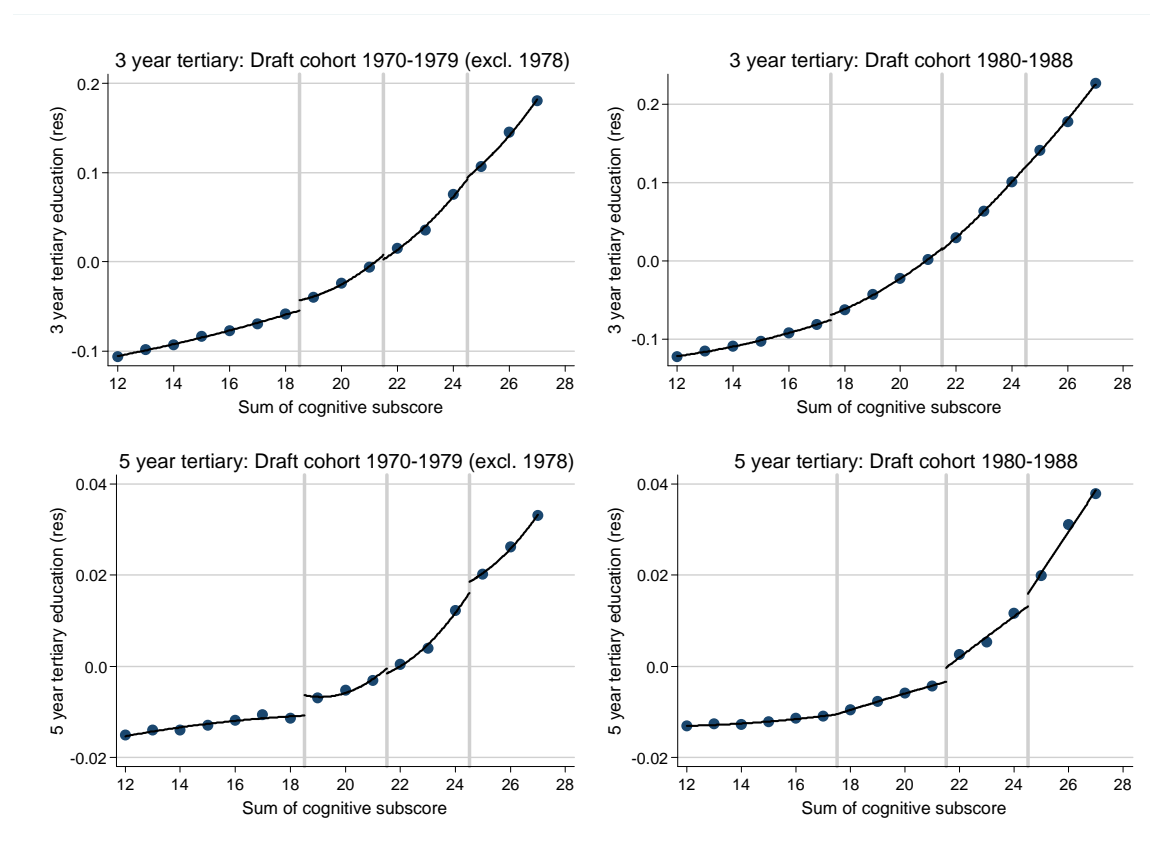 3 year tertiary: Draft cohort 1970-1979 (excl. 1978)
3 year tertiary education (res)
0.2
0.1
0.0
-0.1
12 14 16 18 20 22 24 26 28
Sum of cognitive subscore
3 year tertiary: Draft cohort 1980-1988
3 year tertiary education (res)
0.2
0.1
0.0
-0.1
12 14 16 18 20 22 24 26 28
Sum of cognitive subscore
5 year tertiary: Draft cohort 1970-1979 (excl. 1978)
5 year tertiary education (res)
0.04
0.02
0.0
-0.02
12 14 16 18 20 22 24 26 28
Sum of cognitive subscore
5 year tertiary: Draft cohort 1980-1988
5 year tertiary education (res)
0.04
0.02
0.0
-0.02
12 14 16 18 20 22 24 26 28
Sum of cognitive subscore